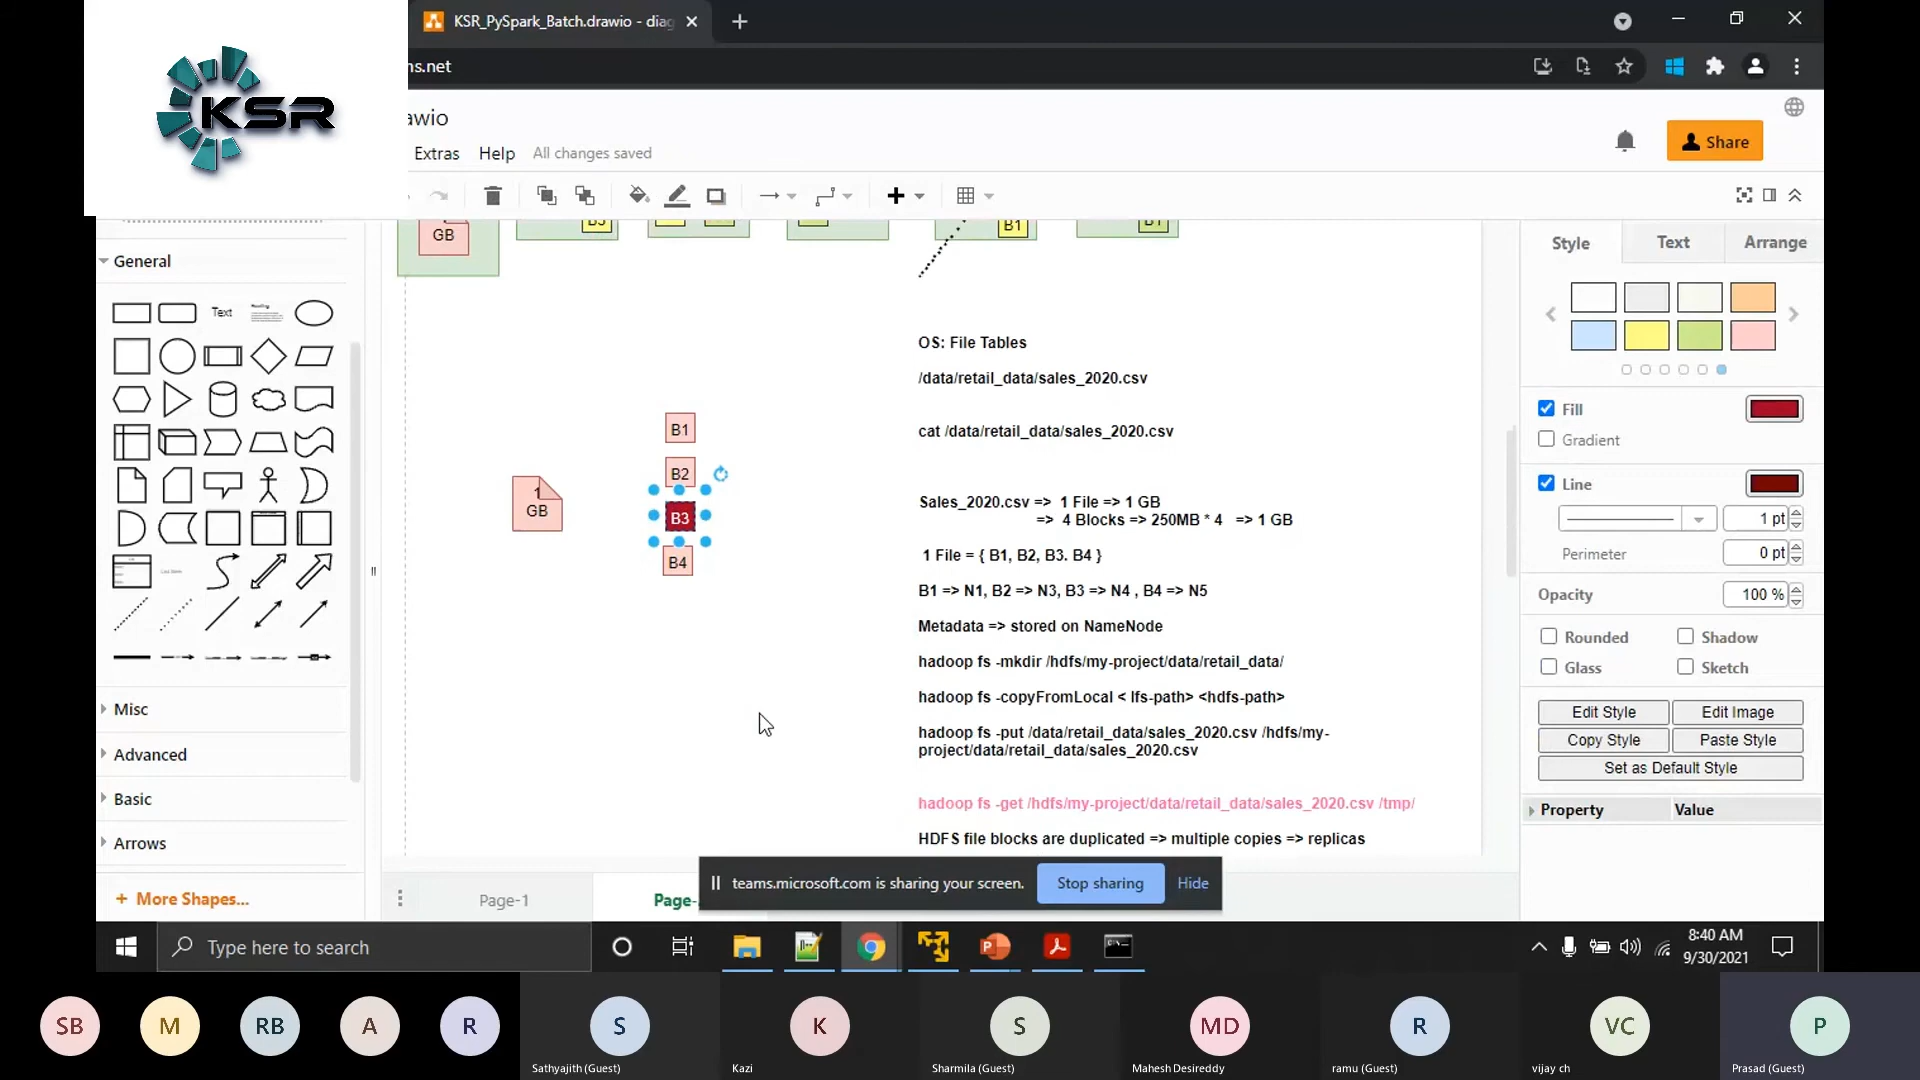 KSR
KSR_PySpark_Batch.drawio - diag
ns.net
awio
Extras Help All changes saved
Share
General
Text
Heading
Misc
Advanced
Basic
Arrows
+ More Shapes...
GB
B3
B1
B1
B1
B2
B3
B4
1
GB
OS: File Tables
/data/retail_data/sales_2020.csv
cat /data/retail_data/sales_2020.csv
Sales_2020.csv => 1 File => 1 GB
=> 4 Blocks => 250MB * 4 => 1 GB
1 File = { B1, B2, B3. B4 }
B1 => N1, B2 => N3, B3 => N4 , B4 => N5
Metadata => stored on NameNode
hadoop fs -mkdir /hdfs/my-project/data/retail_data/
hadoop fs -copyFromLocal < lfs-path> <hdfs-path>
hadoop fs -put /data/retail_data/sales_2020.csv /hdfs/my-
project/data/retail_data/sales_2020.csv
hadoop fs -get /hdfs/my-project/data/retail_data/sales_2020.csv /tmp/
HDFS file blocks are duplicated => multiple copies => replicas
Style Text Arrange
Fill
Gradient
Line
1 pt
Perimeter 0 pt
Opacity 100 %
Rounded Shadow
Glass Sketch
Edit Style Edit Image
Copy Style Paste Style
Set as Default Style
Property Value
Page-1
Page-
teams.microsoft.com is sharing your screen. Stop sharing Hide
Type here to search
8:40 AM
9/30/2021
SB M RB A R S K S MD R VC P
Sathyajith (Guest) Kazi Sharmila (Guest) Mahesh Desireddy ramu (Guest) vijay ch Prasad (Guest)